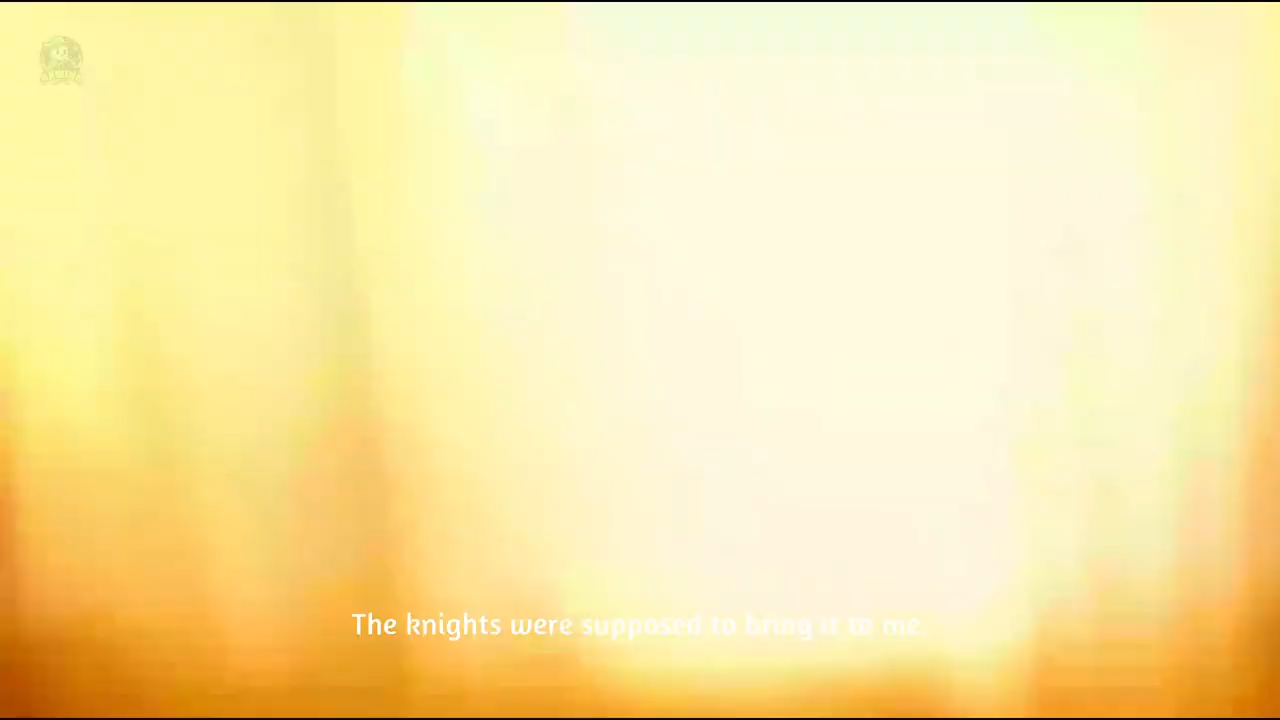 The knights were supposed to bring it to me.